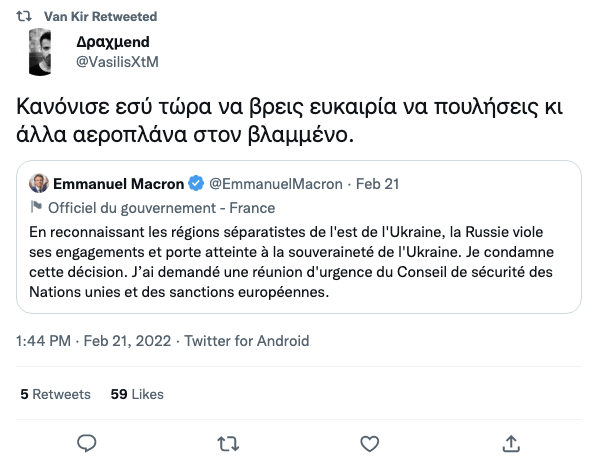 Van Kir Retweeted
Δραχμend
@VasilisXtM
Κανόνισε εσύ τώρα να βρεις ευκαιρία να πουλήσεις κι
άλλα αεροπλάνα στον βλαμμένο.
Emmanuel Macron @EmmanuelMacron · Feb 21
Officiel du gouvernement - France
En reconnaissant les régions séparatistes de l'est de l'Ukraine, la Russie viole
ses engagements et porte atteinte à la souveraineté de l'Ukraine. Je condamne
cette décision. J’ai demandé une réunion d'urgence du Conseil de sécurité des
Nations unies et des sanctions européennes.
1:44 PM · Feb 21, 2022 · Twitter for Android
5 Retweets 59 Likes